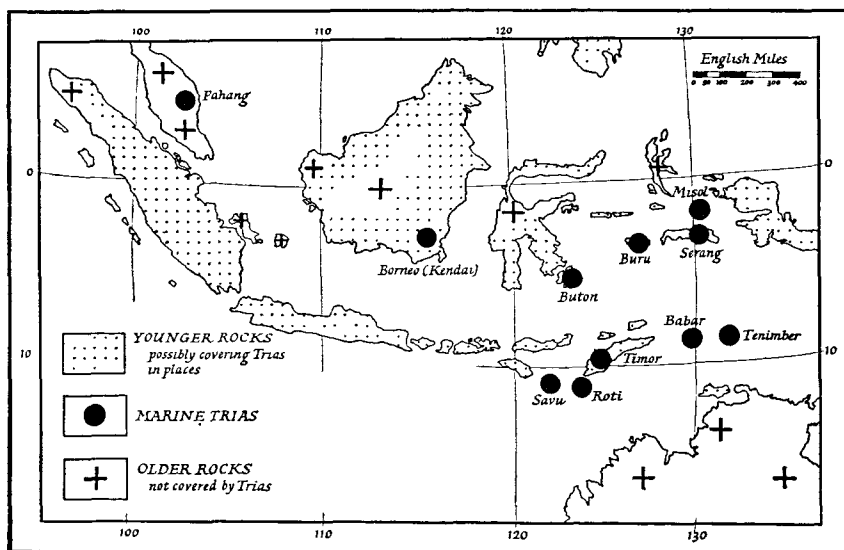 100
110
120
130
English Miles
0 50 100 200 300 400
Pahang
0
0
Misol
Borneo (Kendai)
Buru
Serang
Buton
Babar
Tenimber
10
10
Timor
Savu
Roti
YOUNGER ROCKS
possibly covering Trias
in places
MARINE TRIAS
OLDER ROCKS
not covered by Trias
100
110
120
130